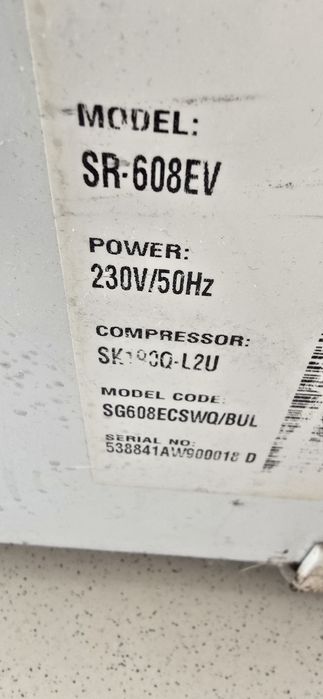 MODEL:
SR-608EV
POWER:
230V/50Hz
COMPRESSOR:
MODEL CODE:
SG608ECSWQ/BUL
SERIAL NO:
538841AW900018 D